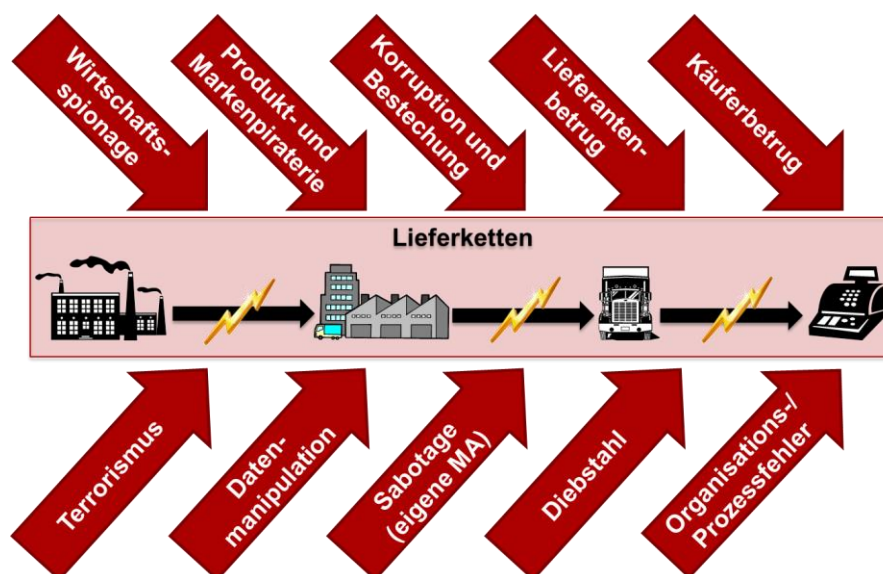 Wirtschafts-
spionage
Produkt- und
Markenpiraterie
Korruption und
Bestechung
Lieferanten-
betrug
Käuferbetrug
Lieferketten
Terrorismus
Daten-
manipulation
Sabotage
(eigene MA)
Diebstahl
Organisations-/
Prozessfehler